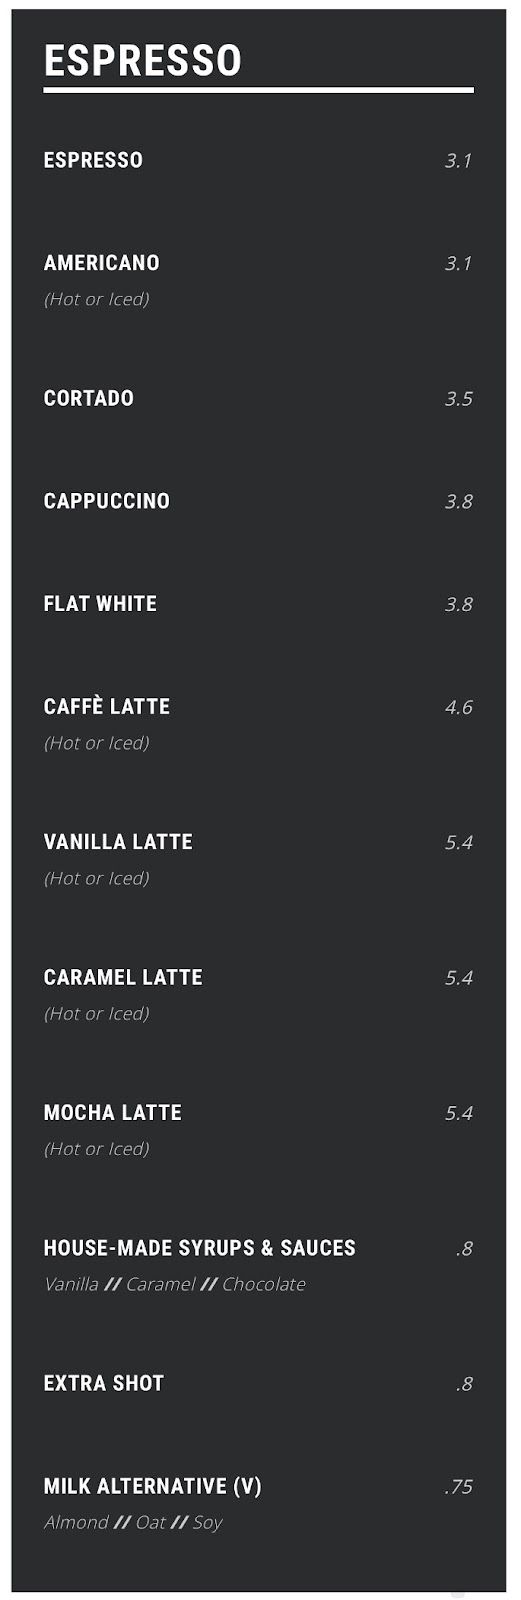 ESPRESSO
ESPRESSO 3.1
AMERICANO 3.1
(Hot or Iced)
CORTADO 3.5
CAPPUCCINO 3.8
FLAT WHITE 3.8
CAFFÈ LATTE 4.6
(Hot or Iced)
VANILLA LATTE 5.4
(Hot or Iced)
CARAMEL LATTE 5.4
(Hot or Iced)
MOCHA LATTE 5.4
(Hot or Iced)
HOUSE-MADE SYRUPS & SAUCES .8
Vanilla // Caramel // Chocolate
EXTRA SHOT .8
MILK ALTERNATIVE (V) .75
Almond // Oat // Soy